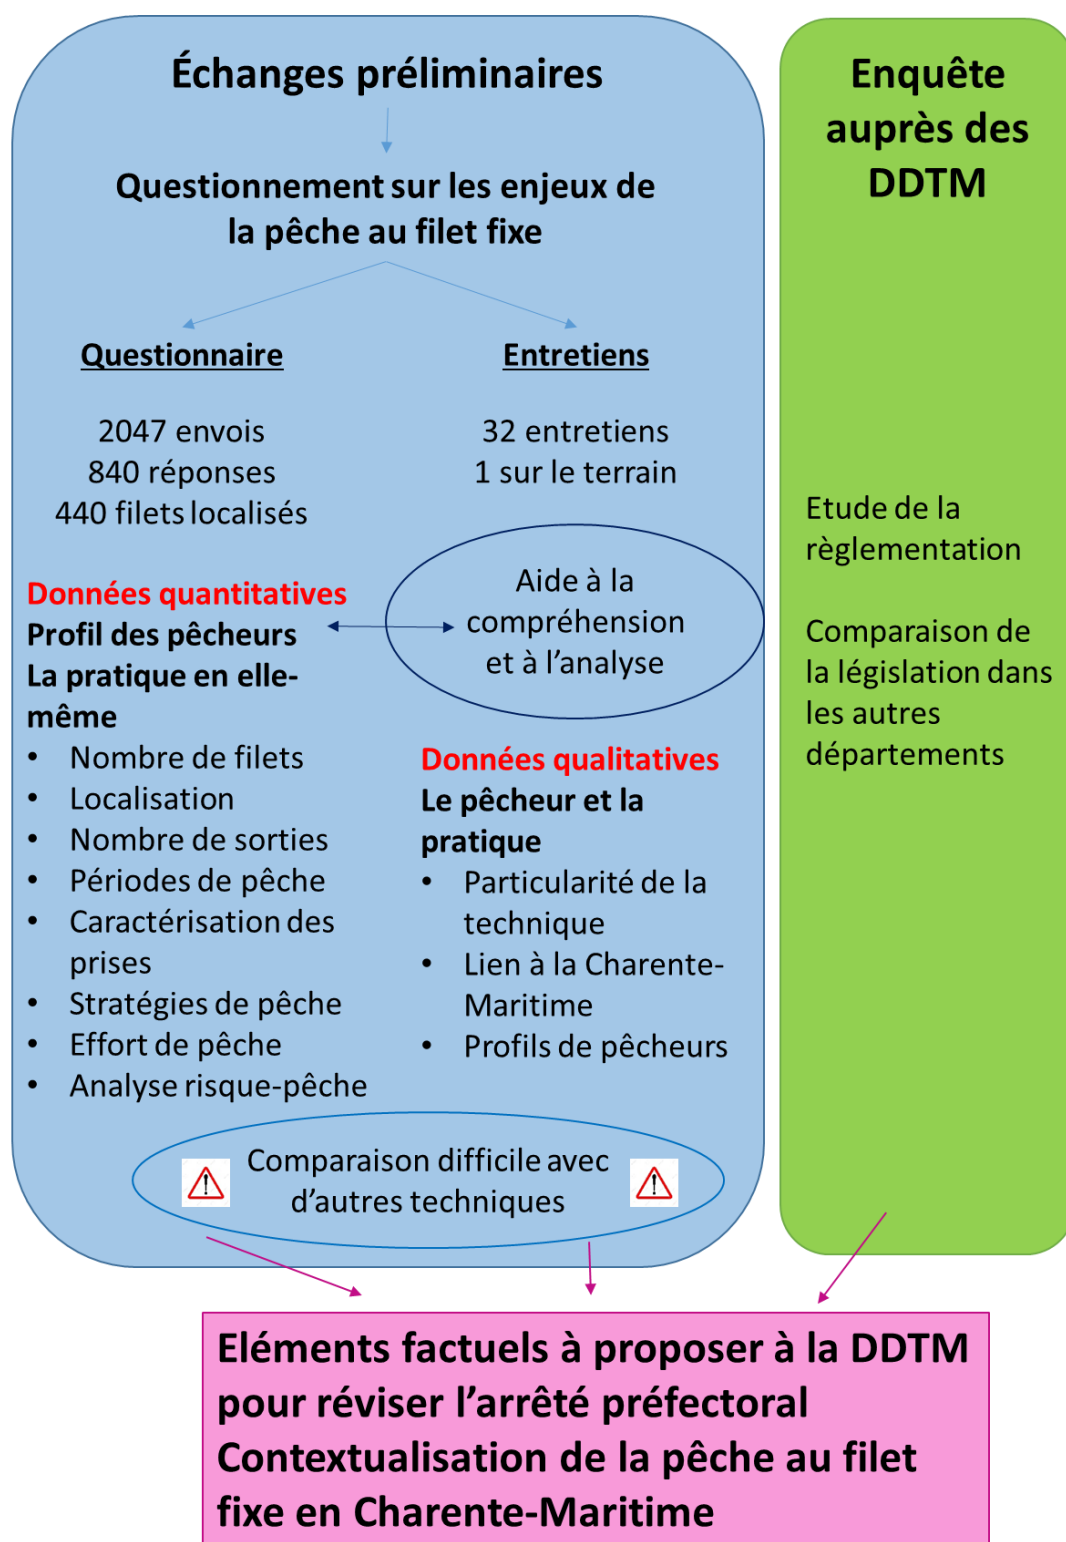 Échanges préliminaires
Questionnement sur les enjeux de
la pêche au filet fixe
Questionnaire
2047 envois
840 réponses
440 filets localisés
Entretiens
32 entretiens
1 sur le terrain
Aide à la
compréhension
et à l'analyse
Données quantitatives
Profil des pêcheurs
La pratique en elle-
même
• Nombre de filets
• Localisation
• Nombre de sorties
• Périodes de pêche
• Caractérisation des
prises
• Stratégies de pêche
• Effort de pêche
• Analyse risque-pêche
Données qualitatives
Le pêcheur et la
pratique
• Particularité de la
technique
• Lien à la Charente-
Maritime
• Profils de pêcheurs
Comparaison difficile avec
d'autres techniques
Enquête
auprès des
DDTM
Etude de la
règlementation
Comparaison de
la législation dans
les autres
départements
Eléments factuels à proposer à la DDTM
pour réviser l'arrêté préfectoral
Contextualisation de la pêche au filet
fixe en Charente-Maritime